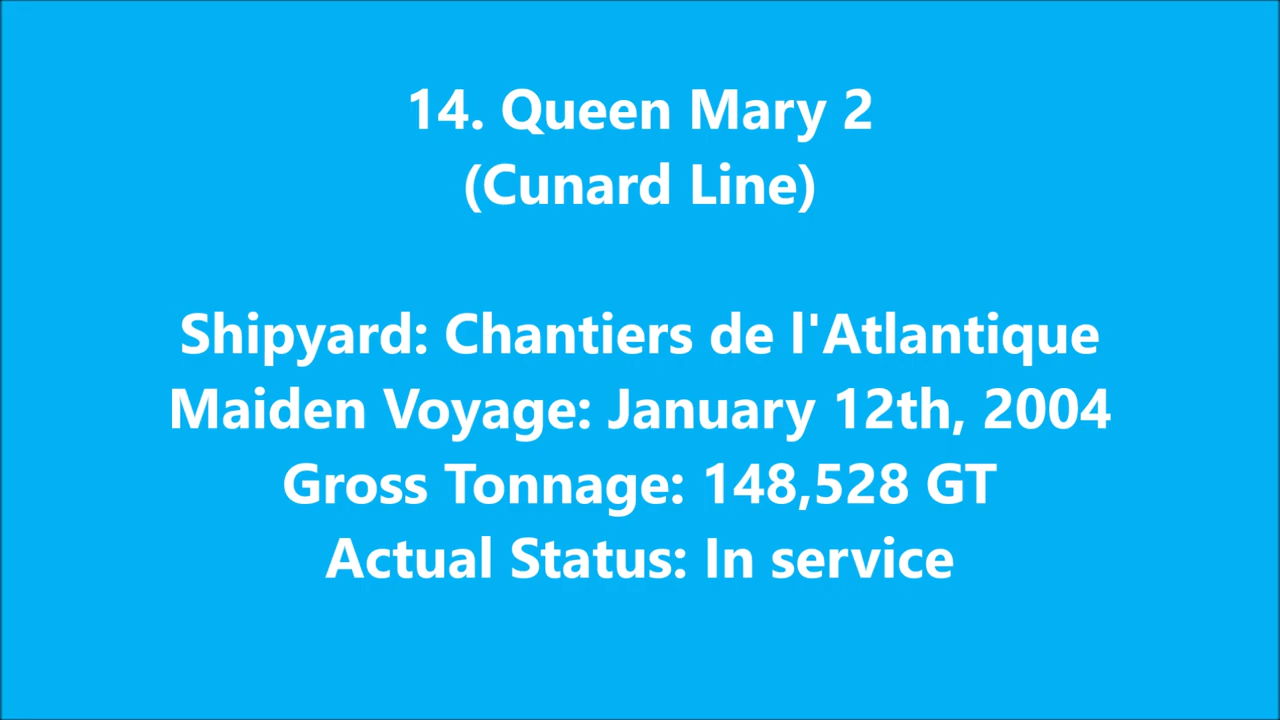 14. Queen Mary 2
(Cunard Line)
Shipyard: Chantiers de l'Atlantique
Maiden Voyage: January 12th, 2004
Gross Tonnage: 148,528 GT
Actual Status: In service